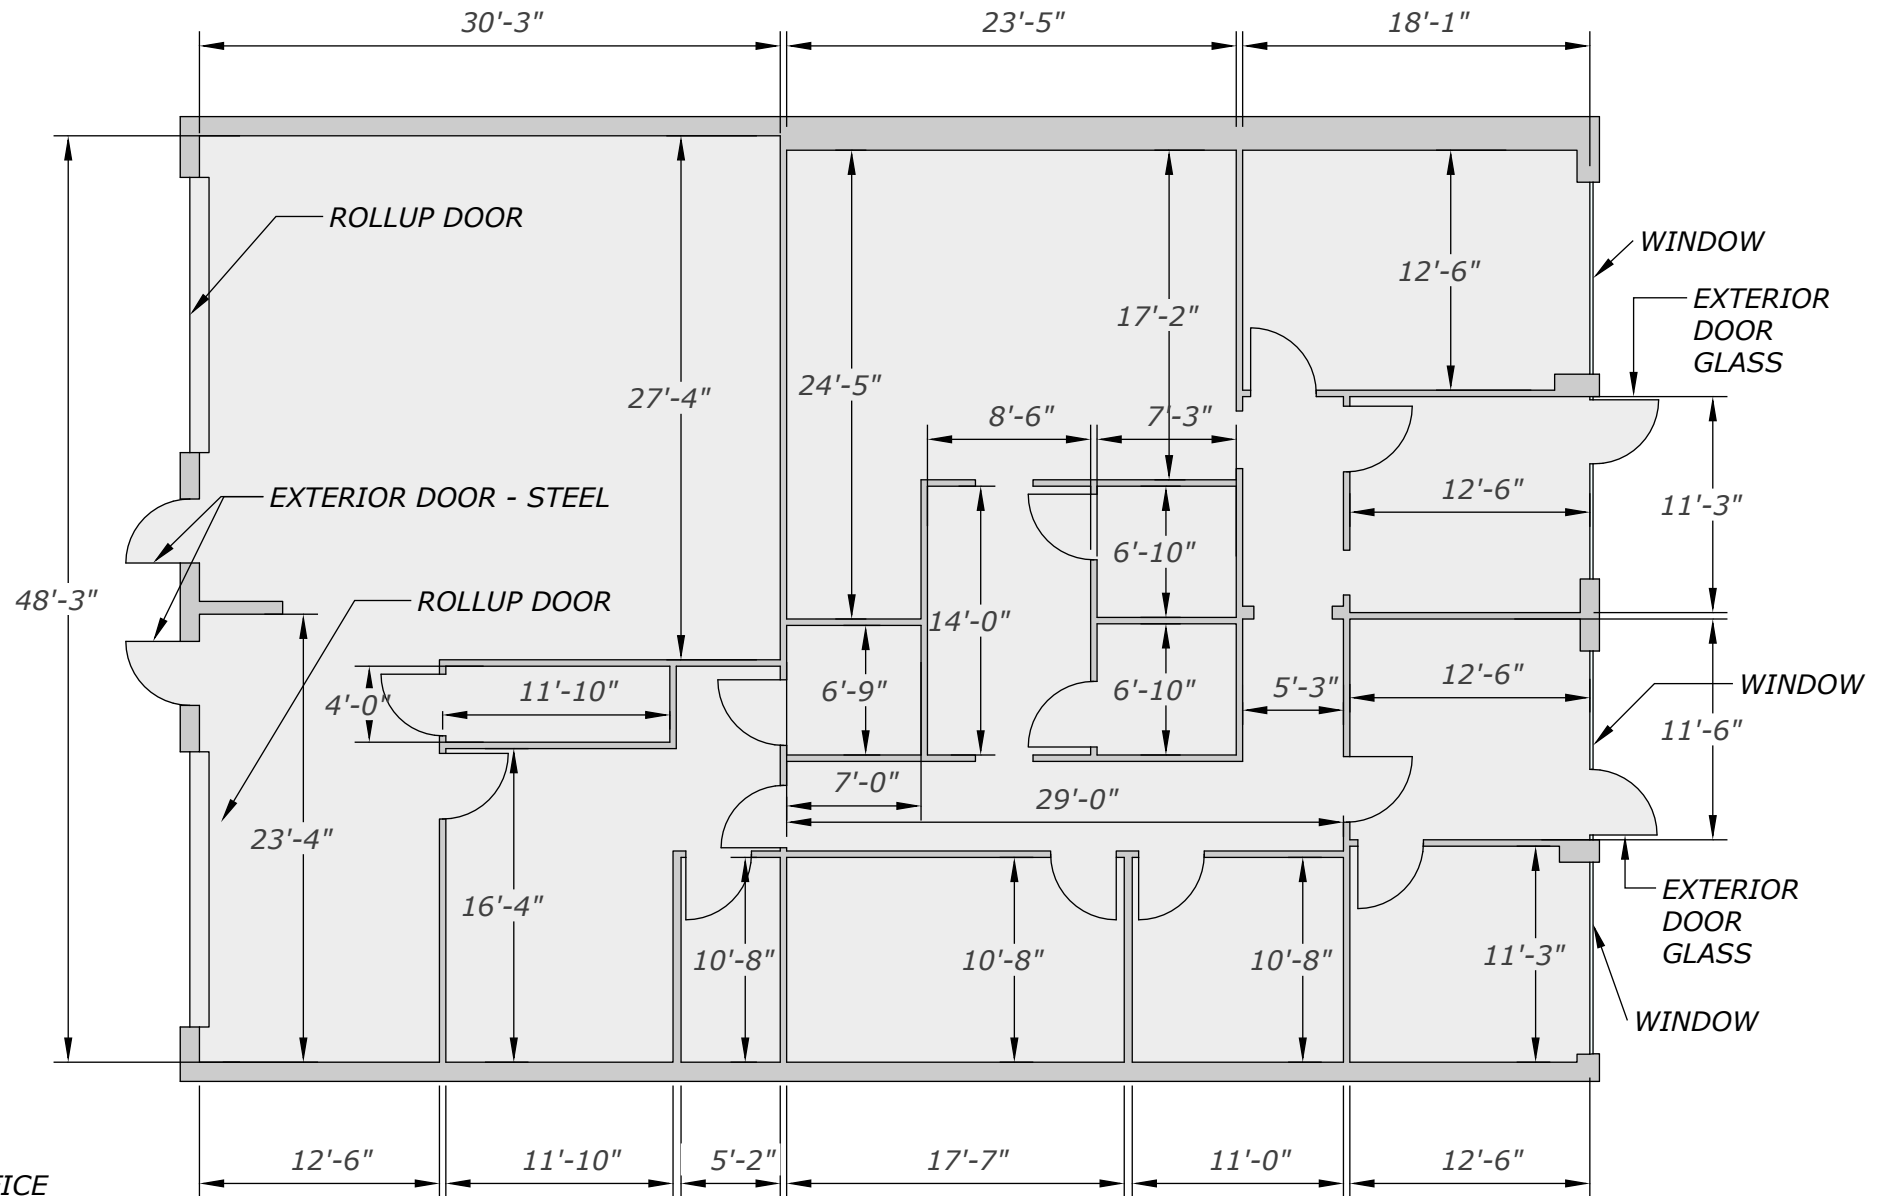 30'-3"
23'-5"
18'-1"
ROLLUP DOOR
WINDOW
12'-6"
EXTERIOR
DOOR
GLASS
17'-2"
24'-5"
27'-4"
8'-6"
7'-3"
EXTERIOR DOOR - STEEL
12'-6"
11'-3"
6'-10"
48'-3"
ROLLUP DOOR
14'-0"
12'-6"
WINDOW
4'-0"
11'-10"
6'-9"
6'-10"
5'-3"
11'-6"
7'-0"
29'-0"
23'-4"
16'-4"
EXTERIOR
DOOR
GLASS
10'-8"
10'-8"
10'-8"
11'-3"
WINDOW
12'-6"
11'-10"
5'-2"
17'-7"
11'-0"
12'-6"